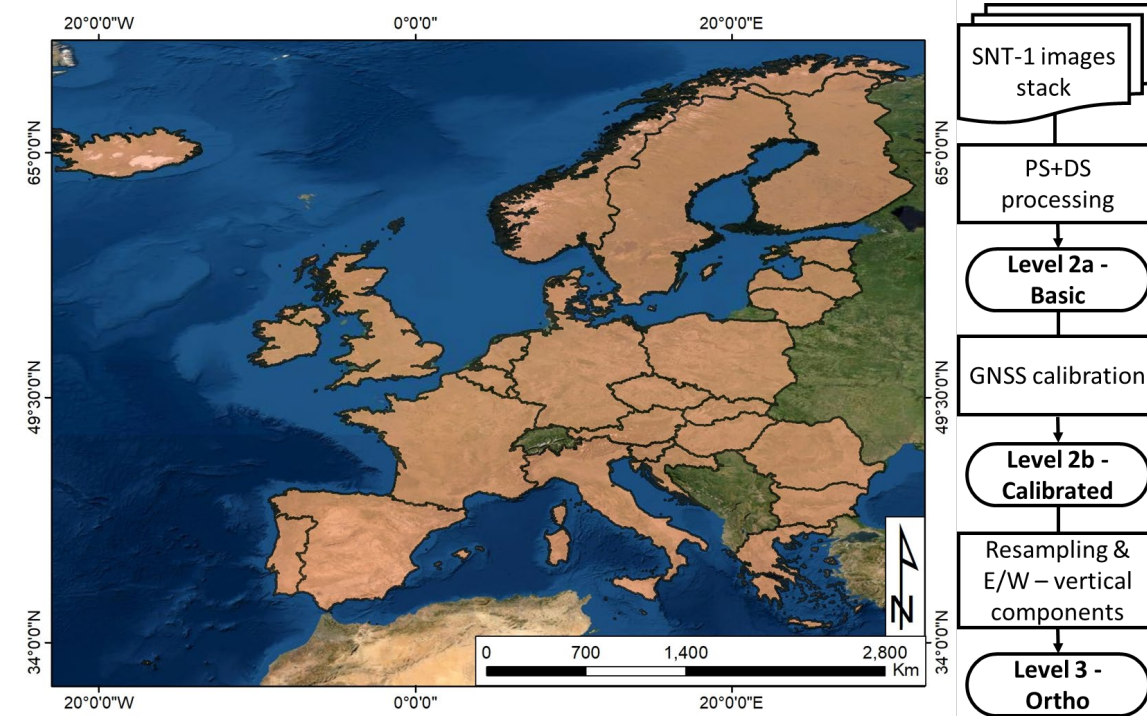 20°0'0"W
0°0'0"
20°0'0"E
65°0'0"N
49°30'0"N
34°0'0"N
65°0'0"N
49°30'0"N
34°0'0"N
N
0
700
1,400
2,800
Km
20°0'0"W
0°0'0"
20°0'0"E
SNT-1 images
stack
PS+DS
processing
Level 2a -
Basic
GNSS calibration
Level 2b -
Calibrated
Resampling &
E/W – vertical
components
Level 3 -
Ortho